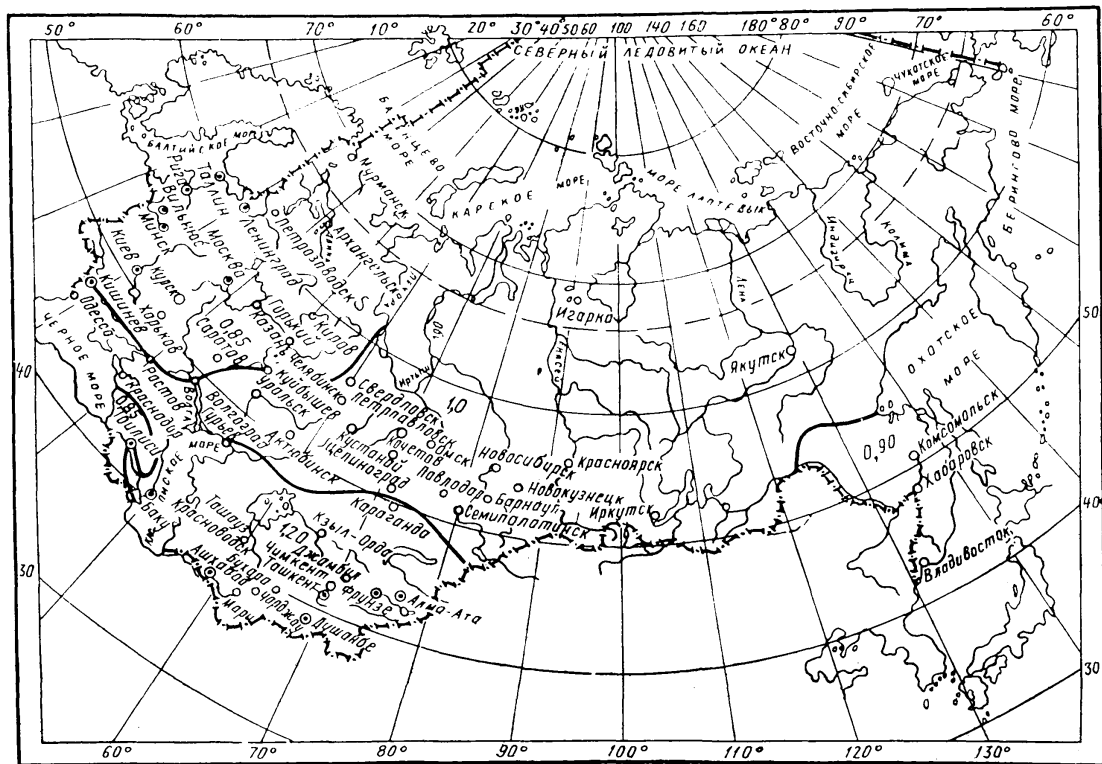 50° 60° 70° 10° 20° 30° 40° 50 60 100 140 160 180° 80° 90° 70° 60°
СЕВЕРНЫЙ ЛЕДОВИТЫЙ ОКЕАН
ЧУКОТСКОЕ
МОРЕ
БЕРИНГОВО МОРЕ
ВОСТОЧНО-СИБИРСКОЕ
МОРЕ
БАЛТИЙСКОЕ МОРЕ
МОРЕ
КАРСКОЕ МОРЕ
МОРЕ ЛАПТЕВЫХ
Мурманск
Рига
Таллин
Вильнюс
Минск
Москва
Ленинград
Петрозаводск
Архангельск
Киев
Курск
Кишинев
Одесса
Харьков
0,85
Саратов
Горький
Казань
Киров
Челябинск
Куйбышев
Уральск
Игарка
Енисей
Лена
Колыма
Якутск
ОХОТСКОЕ
МОРЕ
50
40
ЧЕРНОЕ МОРЕ
Ростов
Краснодар
Тбилиси
Волга
Волгоград
Гурьев
Актюбинск
МОРЕ
Иртыш
Свердловск
1,0
Кустанай
Целиноград
Кочетов
Павлодар
Новосибирск
Красноярск
Новокузнецк
Барнаул
Семипалатинск
Иркутск
Караганда
0,90
Комсомольск
Хабаровск
Владивосток
40
Баку
Красноводск
Ташауз
1,20
Кзыл-Орда
Джамбул
Чимкент
Ташкент
Фрунзе
Алма-Ата
Ашхабад
Бухара
Чарджау
Душанбе
30
30
60° 70° 80° 90° 100° 110° 120° 130°